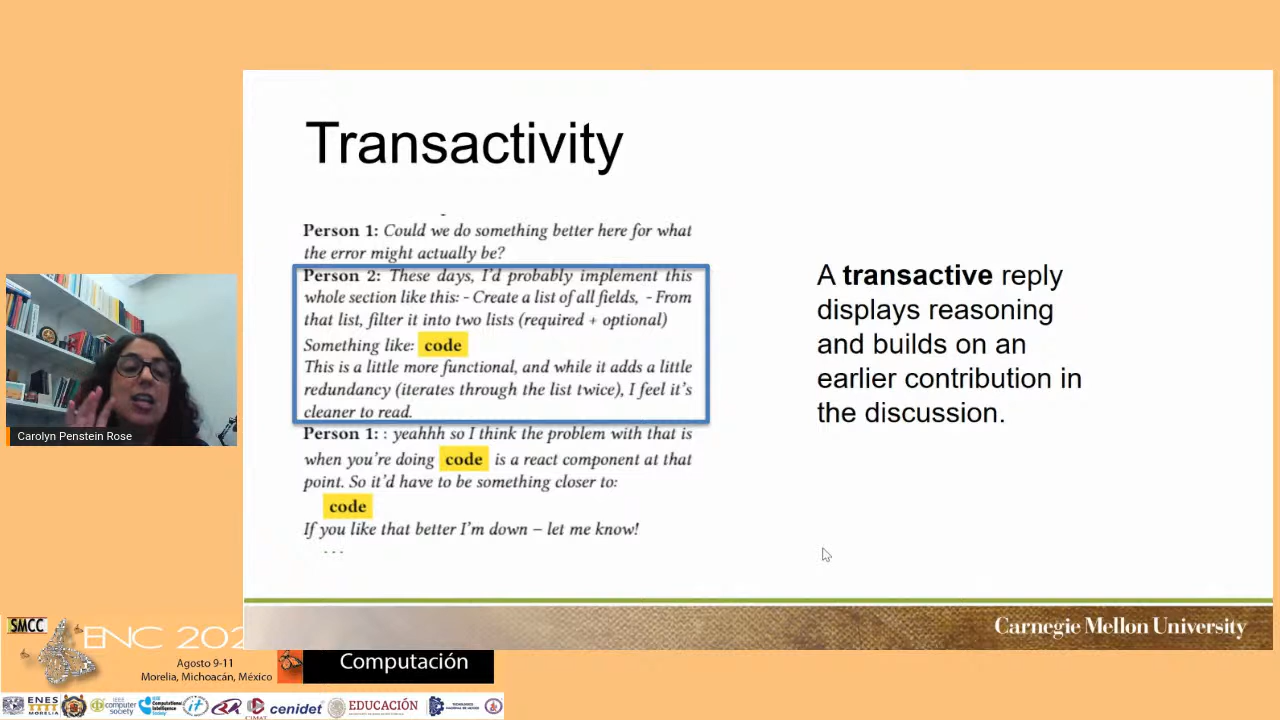 Transactivity
Person 1: Could we do something better here for what
the error might actually be?
Person 2: These days, I'd probably implement this
whole section like this: - Create a list of all fields, - From
that list, filter it into two lists (required + optional)
Something like: code
This is a little more functional, and while it adds a little
redundancy (iterates through the list twice), I feel it's
cleaner to read.
Person 1: : yeahhh so I think the problem with that is
when you're doing code is a react component at that
point. So it'd have to be something closer to:
code
If you like that better I'm down – let me know!
. . .
A transactive reply
displays reasoning
and builds on an
earlier contribution in
the discussion.
Carolyn Penstein Rose
Carnegie Mellon University
SMCC
ENC 202
Agosto 9-11
Morelia, Michoacán, México
Computación
ENES
MORELIA
computer
society
CIMAT
cenidet
EDUCACIÓN